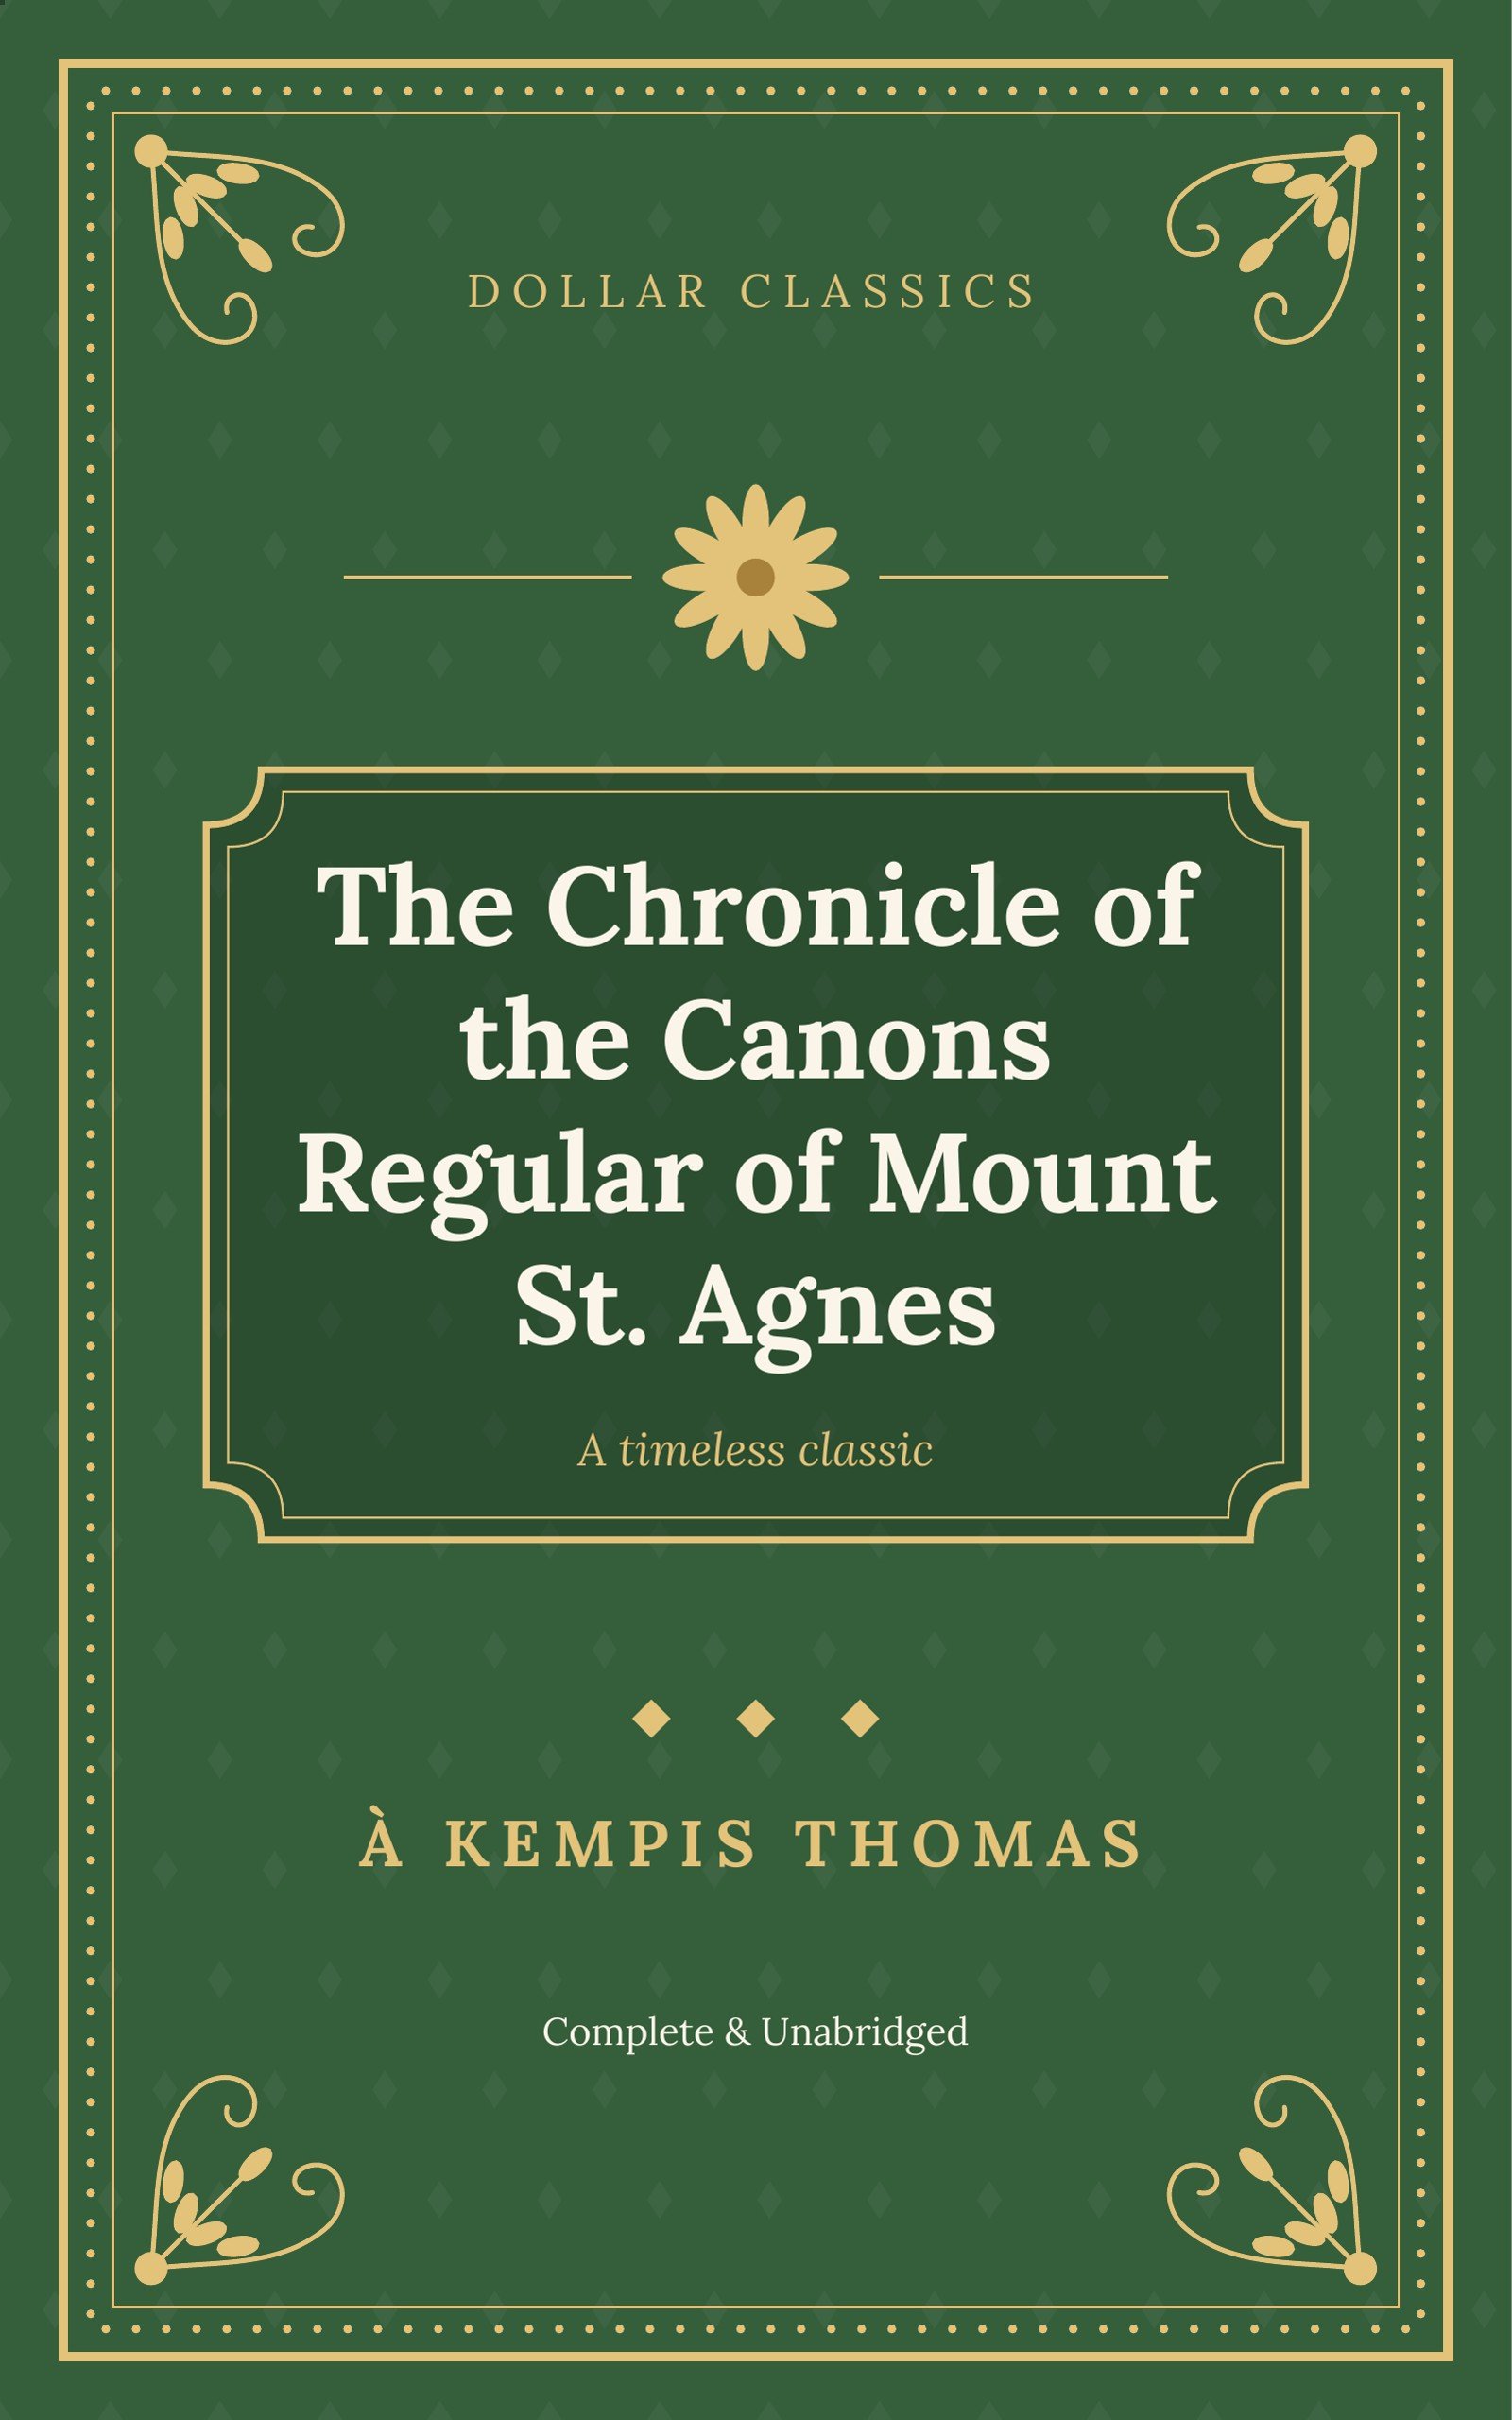 DOLLAR CLASSICS
The Chronicle of
the Canons
Regular of Mount
St. Agnes
A timeless classic
À KEMPIS THOMAS
Complete & Unabridged